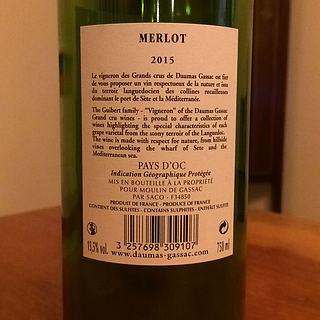 MERLOT
2015
Le vigneron des Grands crus de Daumas Gassac est fier
de vous proposer un vin respectueux de la nature et issu
du terroir languedocien des collines rocailleuses
dominant le port de Sète et la Méditerranée.
The Guibert family - "Vigneron" of the Daumas Gassac
Grand cru wines - is proud to offer a collection of
wines highlighting the special characteristics of each
grape varietal from the stony terroir of the Languedoc.
The wine is made with respect for nature, from hillside
vines overlooking the wharf of Sète and the
Mediterranean sea.
PAYS D'OC
Indication Géographique Protégée
MIS EN BOUTEILLE À LA PROPRIÉTÉ
POUR MOULIN DE GASSAC
PAR SACO - F34850
PRODUIT DE FRANCE - PRODUCE OF FRANCE
CONTIENT DES SULFITES - CONTAINS SULPHITES - ENHÄLT SULFITE
13,5% vol.
3 257698 309107
750 ml
www.daumas-gassac.com